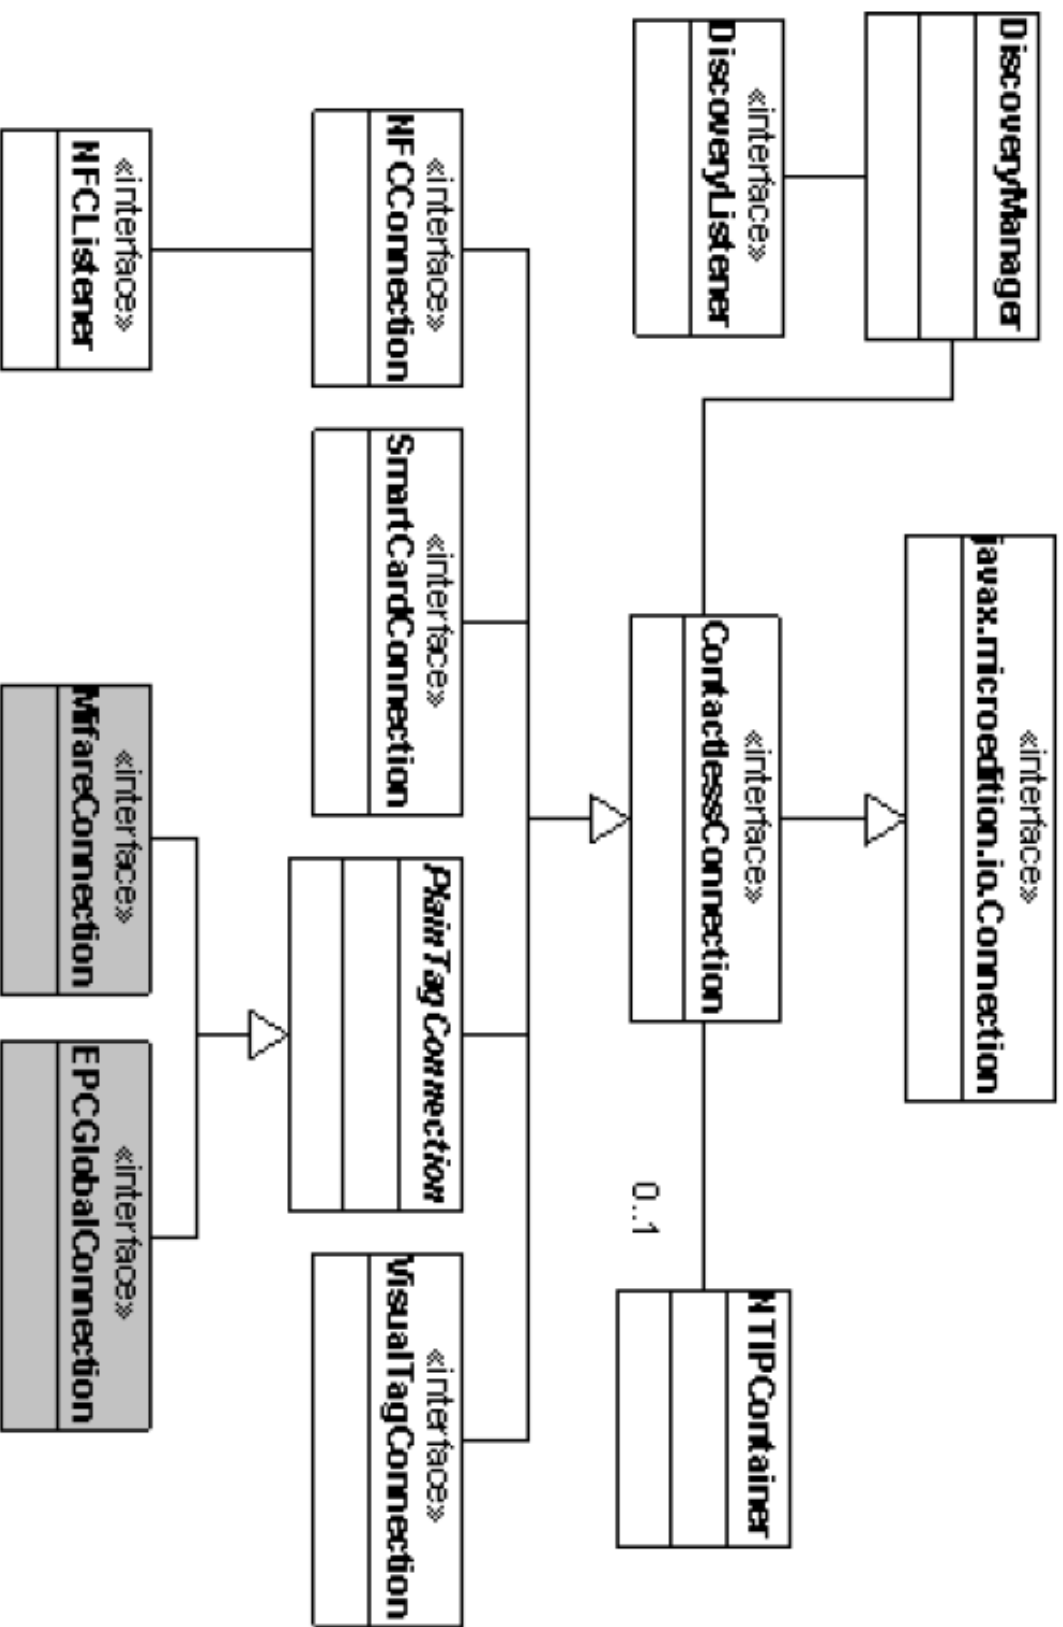 DiscoveryManager
«interface»
javax.microedition.io.Connection
«interface»
DiscoveryListener
«interface»
ContactlessConnection
0..1
NTIPContainer
«interface»
NFCConnection
«interface»
SmartCardConnection
PlainTagConnection
«interface»
VisualTagConnection
«interface»
NFCListener
«interface»
MifareConnection
«interface»
EPCGlobalConnection